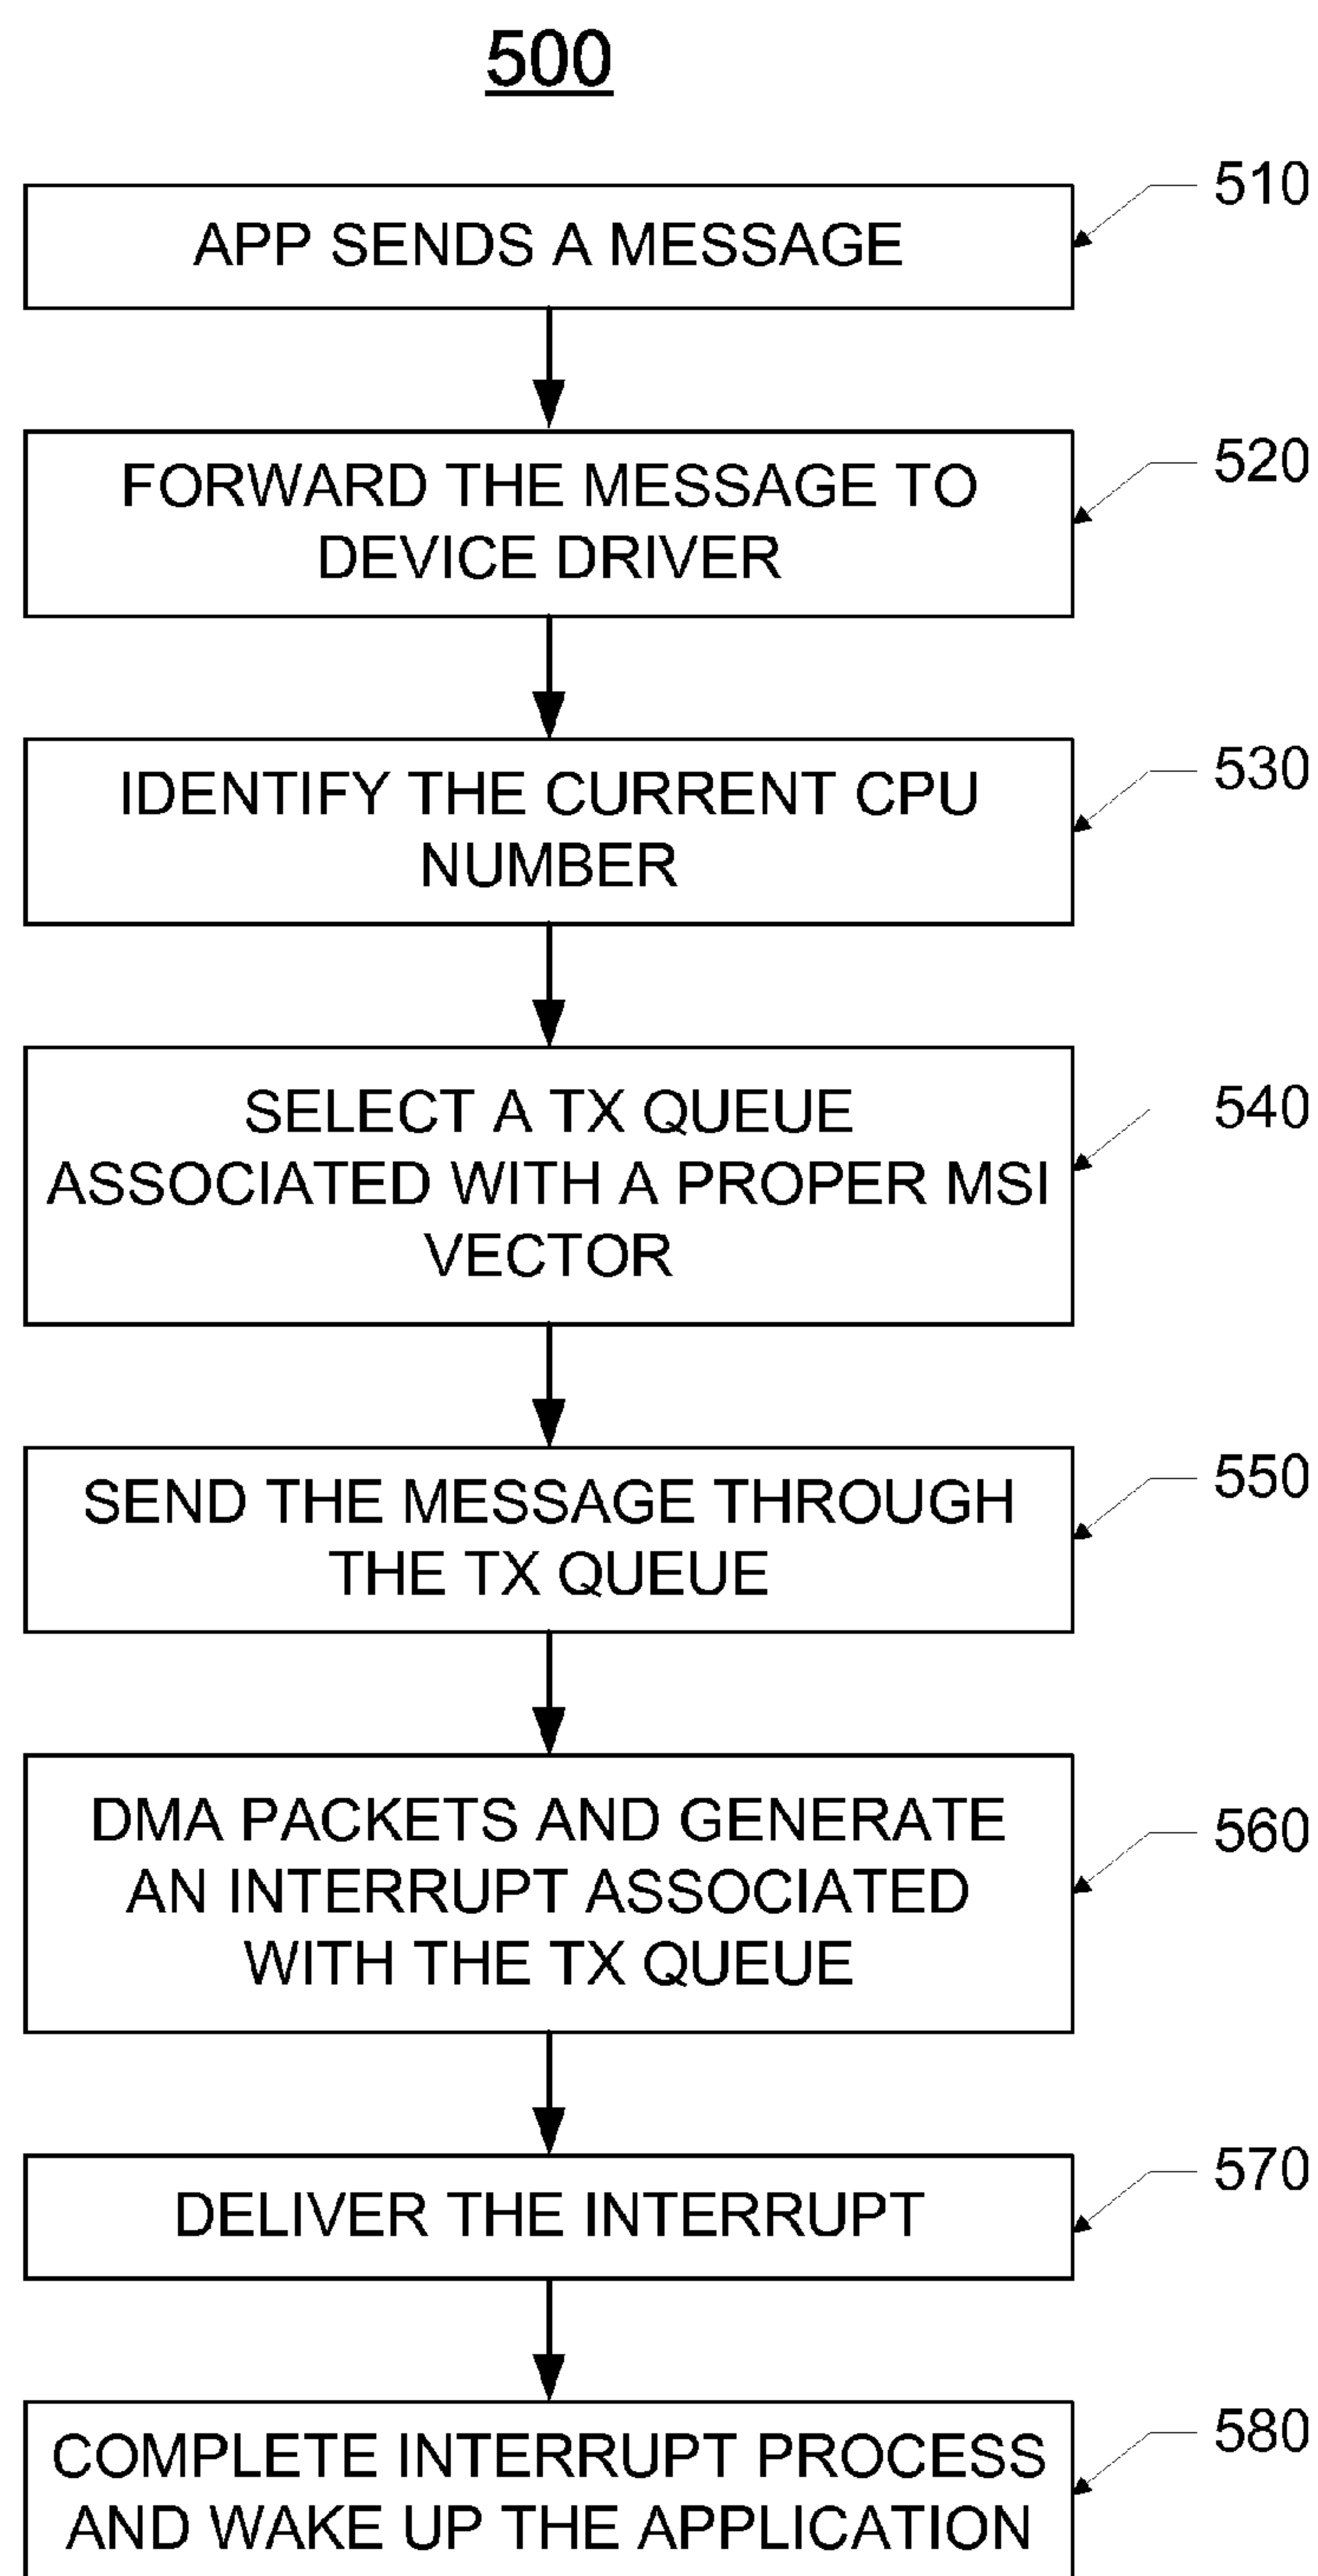 500
APP SENDS A MESSAGE
510
FORWARD THE MESSAGE TO
DEVICE DRIVER
520
IDENTIFY THE CURRENT CPU
NUMBER
530
SELECT A TX QUEUE
ASSOCIATED WITH A PROPER MSI
VECTOR
540
SEND THE MESSAGE THROUGH
THE TX QUEUE
550
DMA PACKETS AND GENERATE
AN INTERRUPT ASSOCIATED
WITH THE TX QUEUE
560
DELIVER THE INTERRUPT
570
COMPLETE INTERRUPT PROCESS
AND WAKE UP THE APPLICATION
580